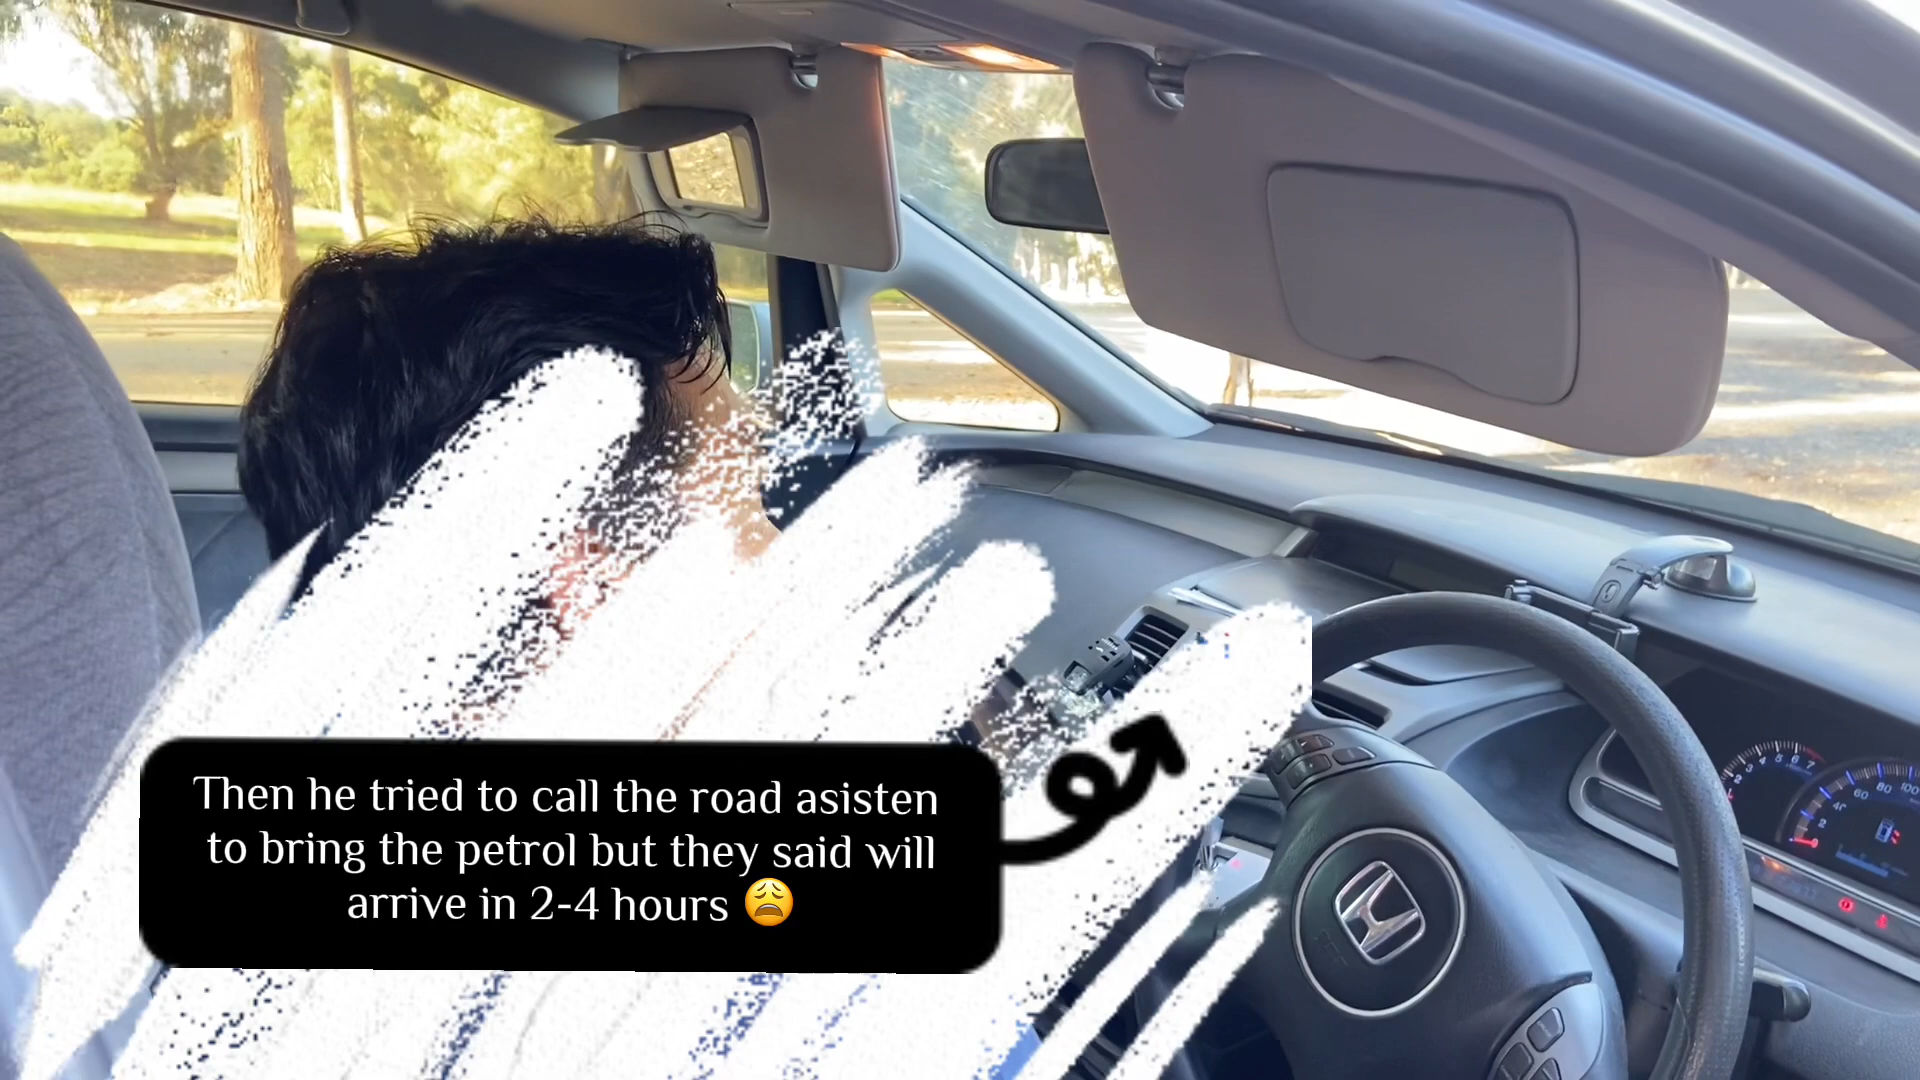 Then he tried to call the road asisten
to bring the petrol but they said will
arrive in 2-4 hours 😩